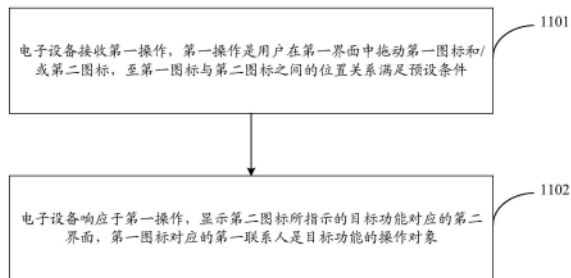 电子设备接收第一操作，第一操作是用户在第一界面中拖动第一图标和/
或第二图标，至第一图标与第二图标之间的位置关系满足预设条件
1101
电子设备响应于第一操作，显示第二图标所指示的目标功能对应的第二
界面，第一图标对应的第一联系人是目标功能的操作对象
1102